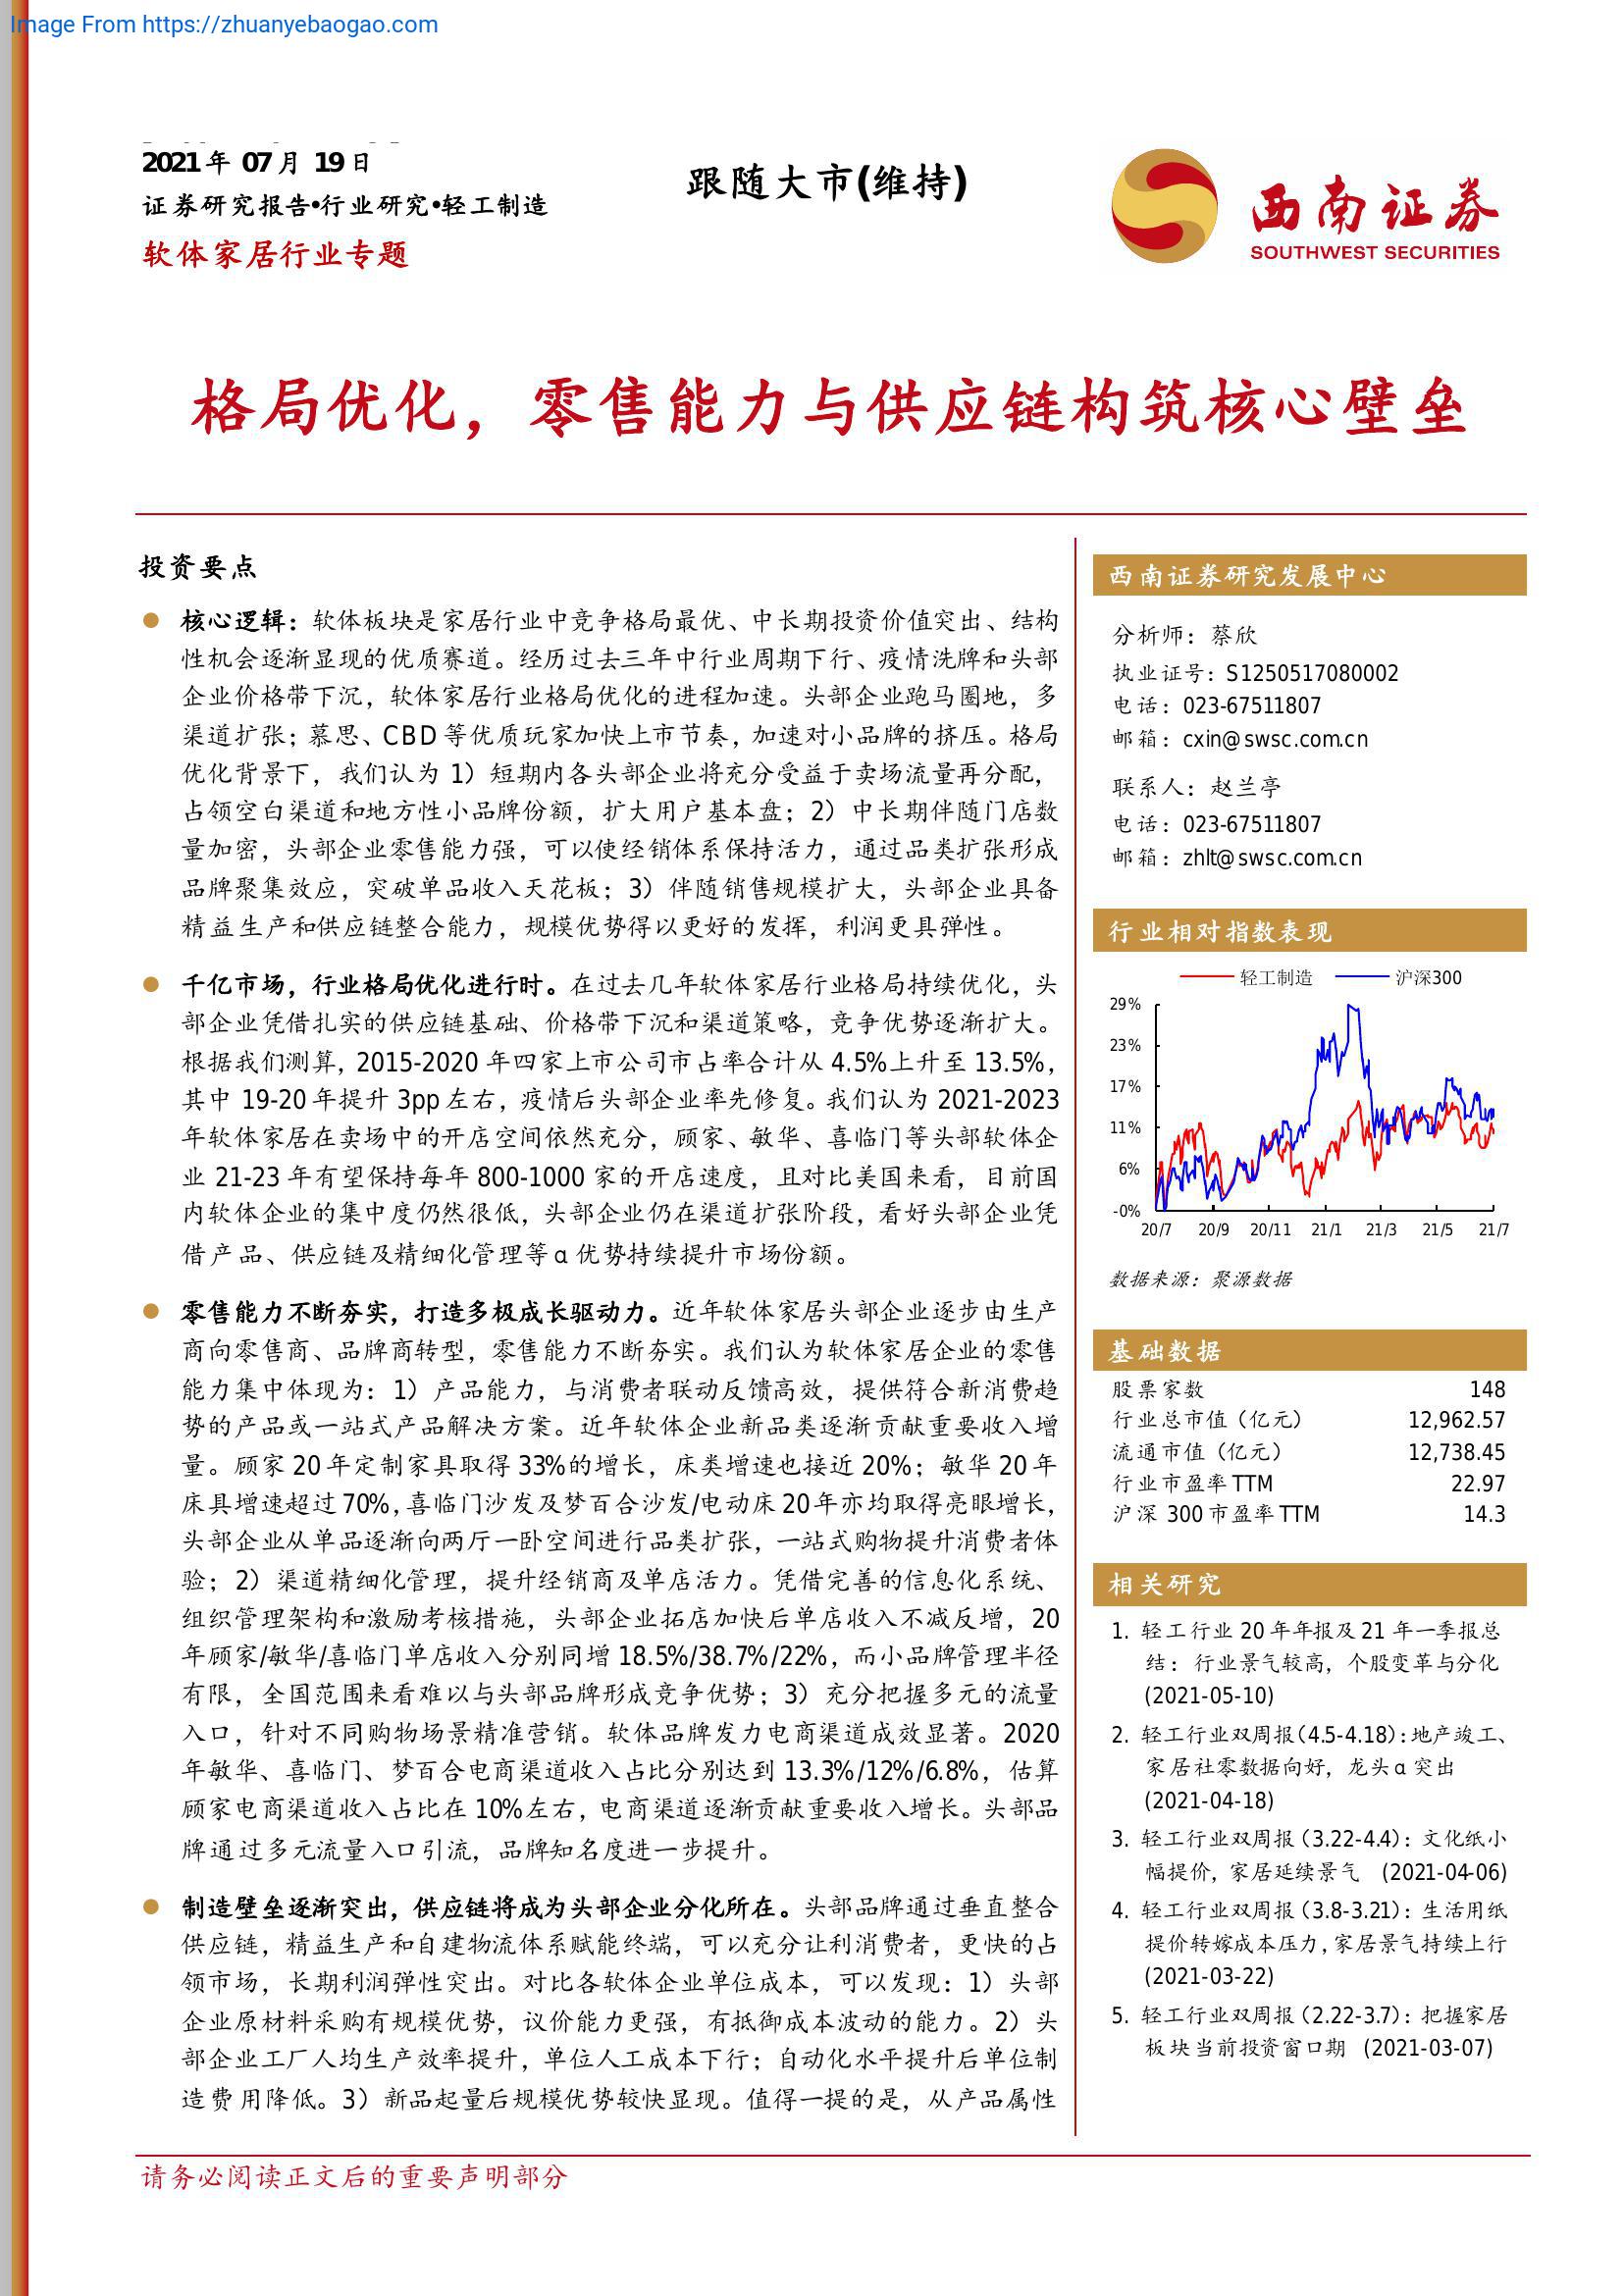 Image From https://zhuanyebaogao.com
2021年 07月 19日
证券研究报告•行业研究•轻工制造
软体家居行业专题
跟随大市(维持)
西南证券
SOUTHWEST SECURITIES
格局优化，零售能力与供应链构筑核心壁垒
投资要点
核心逻辑：软体板块是家居行业中竞争格局最优、中长期投资价值突出、结构
性机会逐渐显现的优质赛道。经历过去三年中行业周期下行、疫情洗牌和头部
企业价格带下沉，软体家居行业格局优化的进程加速。头部企业跑马圈地，多
渠道扩张；慕思、CBD 等优质玩家加快上市节奏，加速对小品牌的挤压。格局
优化背景下，我们认为 1）短期内各头部企业将充分受益于卖场流量再分配，
占领空白渠道和地方性小品牌份额，扩大用户基本盘；2）中长期伴随门店数
量加密，头部企业零售能力强，可以使经销体系保持活力，通过品类扩张形成
品牌聚集效应，突破单品收入天花板；3）伴随销售规模扩大，头部企业具备
精益生产和供应链整合能力，规模优势得以更好的发挥，利润更具弹性。
千亿市场，行业格局优化进行时。在过去几年软体家居行业格局持续优化，头
部企业凭借扎实的供应链基础、价格带下沉和渠道策略，竞争优势逐渐扩大。
根据我们测算，2015-2020 年四家上市公司市占率合计从 4.5%上升至 13.5%，
其中 19-20 年提升 3pp 左右，疫情后头部企业率先修复。我们认为 2021-2023
年软体家居在卖场中的开店空间依然充分，顾家、敏华、喜临门等头部软体企
业 21-23 年有望保持每年 800-1000 家的开店速度，且对比美国来看，目前国
内软体企业的集中度仍然很低，头部企业仍在渠道扩张阶段，看好头部企业凭
借产品、供应链及精细化管理等α优势持续提升市场份额。
零售能力不断夯实，打造多极成长驱动力。近年软体家居头部企业逐步由生产
商向零售商、品牌商转型，零售能力不断夯实。我们认为软体家居企业的零售
能力集中体现为：1）产品能力，与消费者联动反馈高效，提供符合新消费趋
势的产品或一站式产品解决方案。近年软体企业新品类逐渐贡献重要收入增
量。顾家 20 年定制家具取得 33%的增长，床类增速也接近 20%；敏华 20 年
床具增速超过 70%，喜临门沙发及梦百合沙发/电动床 20 年亦均取得亮眼增长，
头部企业从单品逐渐向两厅一卧空间进行品类扩张，一站式购物提升消费者体
验；2）渠道精细化管理，提升经销商及单店活力。凭借完善的信息化系统、
组织管理架构和激励考核措施，头部企业拓店加快后单店收入不减反增，20
年顾家/敏华/喜临门单店收入分别同增 18.5%/38.7%/22%，而小品牌管理半径
有限，全国范围来看难以与头部品牌形成竞争优势；3）充分把握多元的流量
入口，针对不同购物场景精准营销。软体品牌发力电商渠道成效显著。2020
年敏华、喜临门、梦百合电商渠道收入占比分别达到 13.3%/12%/6.8%，估算
顾家电商渠道收入占比在 10%左右，电商渠道逐渐贡献重要收入增长。头部品
牌通过多元流量入口引流，品牌知名度进一步提升。
制造壁垒逐渐突出，供应链将成为头部企业分化所在。头部品牌通过垂直整合
供应链，精益生产和自建物流体系赋能终端，可以充分让利消费者，更快的占
领市场，长期利润弹性突出。对比各软体企业单位成本，可以发现：1）头部
企业原材料采购有规模优势，议价能力更强，有抵御成本波动的能力。2）头
部企业工厂人均生产效率提升，单位人工成本下行；自动化水平提升后单位制
造费用降低。3）新品起量后规模优势较快显现。值得一提的是，从产品属性
西南证券研究发展中心
分析师：蔡欣
执业证号：S1250517080002
电话：023-67511807
邮箱：cxin@swsc.com.cn
联系人：赵兰亭
电话：023-67511807
邮箱：zhlt@swsc.com.cn
行业相对指数表现
轻工制造 沪深300
29%
23%
17%
11%
6%
-0%
20/7 20/9 20/11 21/1 21/3 21/5 21/7
数据来源：聚源数据
基础数据
股票家数 148
行业总市值（亿元） 12,962.57
流通市值（亿元） 12,738.45
行业市盈率 TTM 22.97
沪深 300 市盈率 TTM 14.3
相关研究
1. 轻工行业 20 年年报及 21 年一季报总
结：行业景气较高，个股变革与分化
(2021-05-10)
2. 轻工行业双周报（4.5-4.18）：地产竣工、
家居社零数据向好，龙头α突出
(2021-04-18)
3. 轻工行业双周报（3.22-4.4）：文化纸小
幅提价，家居延续景气 (2021-04-06)
4. 轻工行业双周报（3.8-3.21）：生活用纸
提价转嫁成本压力，家居景气持续上行
(2021-03-22)
5. 轻工行业双周报（2.22-3.7）：把握家居
板块当前投资窗口期 (2021-03-07)
请务必阅读正文后的重要声明部分